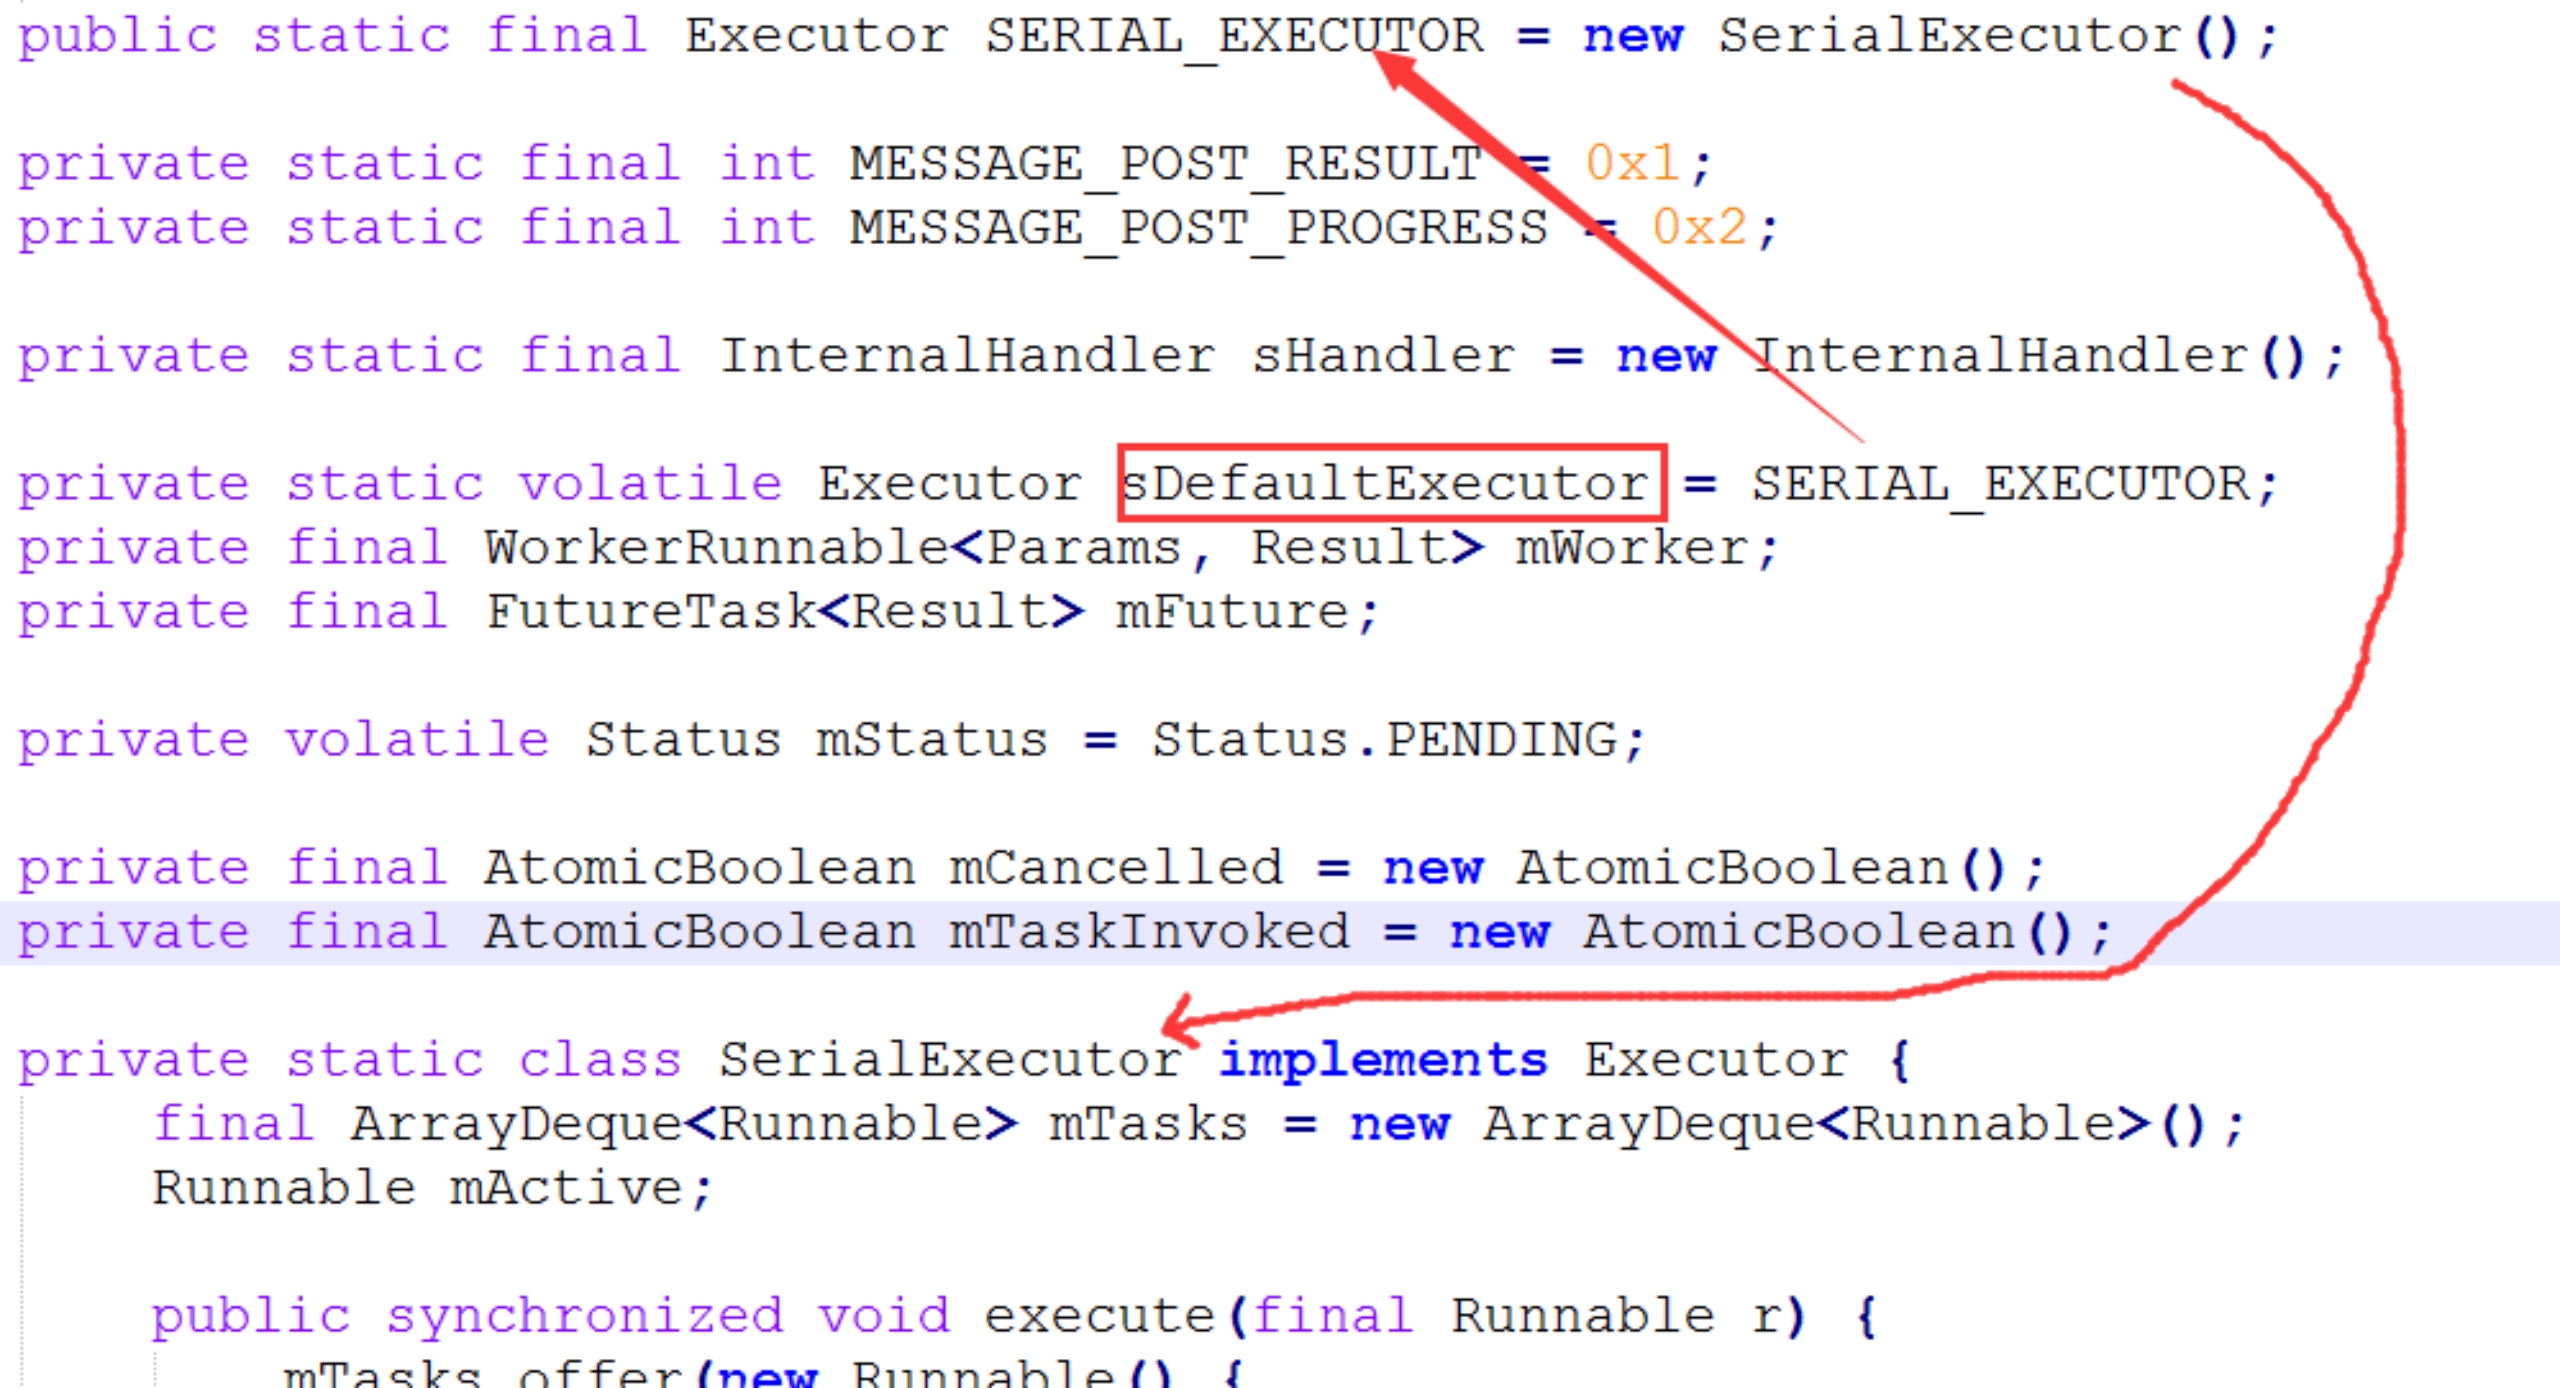 public static final Executor SERIAL_EXECUTOR = new SerialExecutor();
private static final int MESSAGE_POST_RESULT = 0x1;
private static final int MESSAGE_POST_PROGRESS = 0x2;
private static final InternalHandler sHandler = new InternalHandler();
private static volatile Executor sDefaultExecutor = SERIAL_EXECUTOR;
private final WorkerRunnable<Params, Result> mWorker;
private final FutureTask<Result> mFuture;
private volatile Status mStatus = Status.PENDING;
private final AtomicBoolean mCancelled = new AtomicBoolean();
private final AtomicBoolean mTaskInvoked = new AtomicBoolean();
private static class SerialExecutor implements Executor {
final ArrayDeque<Runnable> mTasks = new ArrayDeque<Runnable>();
Runnable mActive;
public synchronized void execute(final Runnable r) {
mTasks offer(new Runnable() {